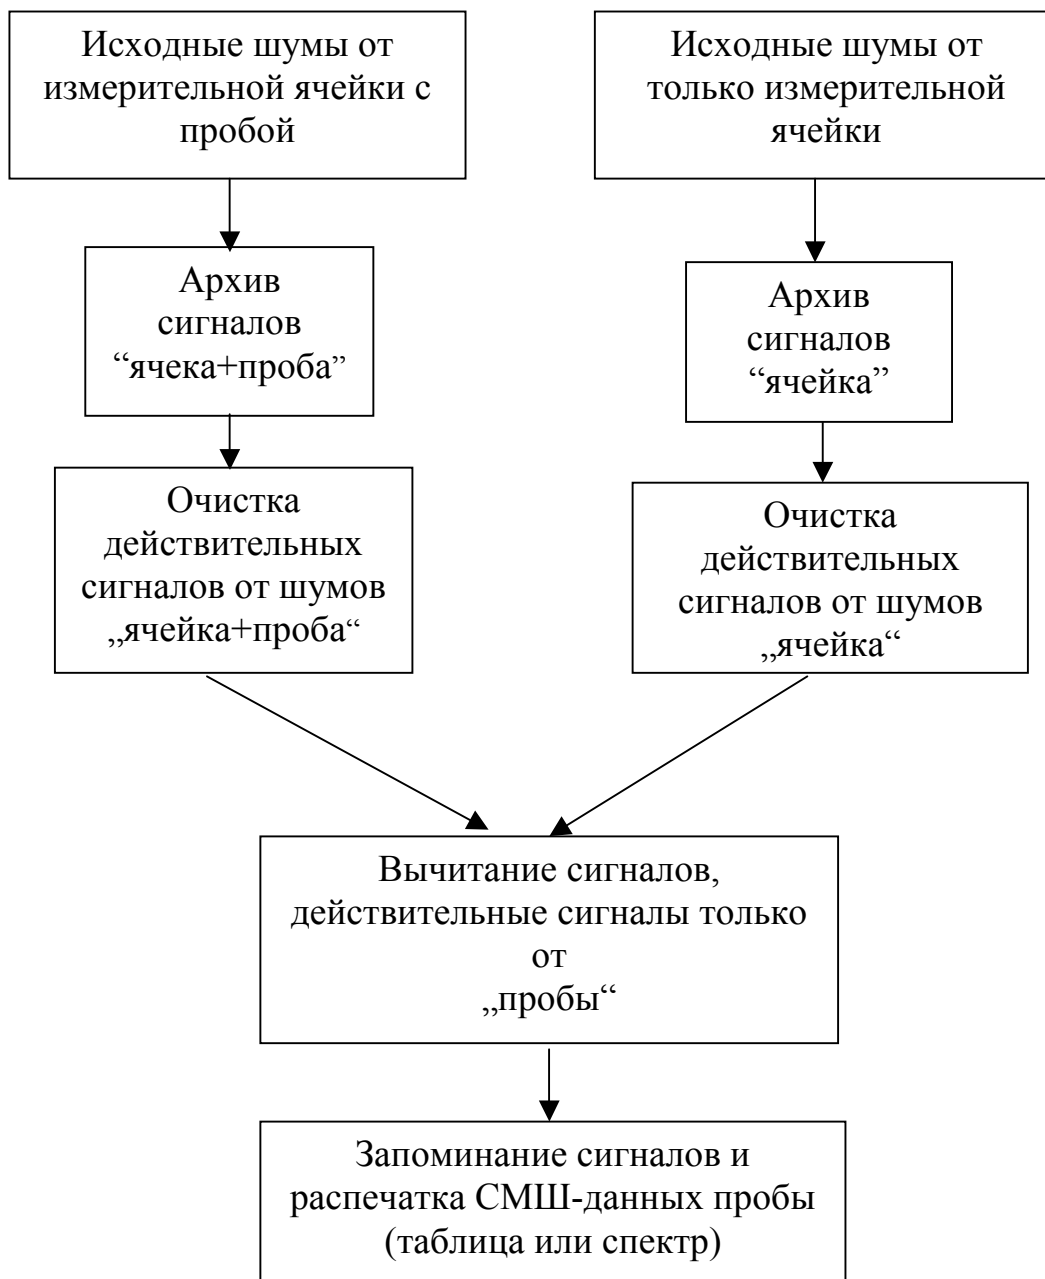 Исходные шумы от
измерительной ячейки с
пробой
Исходные шумы от
только измерительной
ячейки
Архив
сигналов
“ячека+проба”
Архив
сигналов
“ячейка”
Очистка
действительных
сигналов от шумов
„ячейка+проба“
Очистка
действительных
сигналов от шумов
„ячейка“
Вычитание сигналов,
действительные сигналы только
от
„пробы“
Запоминание сигналов и
распечатка СМШ-данных пробы
(таблица или спектр)